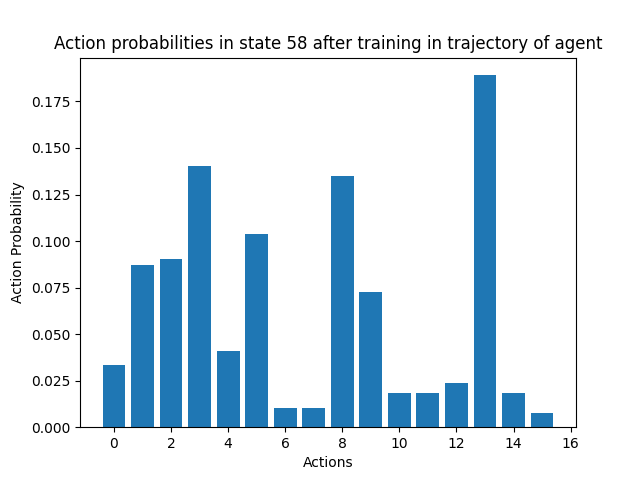 Action probabilities in state 58 after training in trajectory of agent
0.175
0.150
0.125
0.100
0.075
0.050
0.025
0.000
Action Probability
0 2 4 6 8 10 12 14 16
Actions